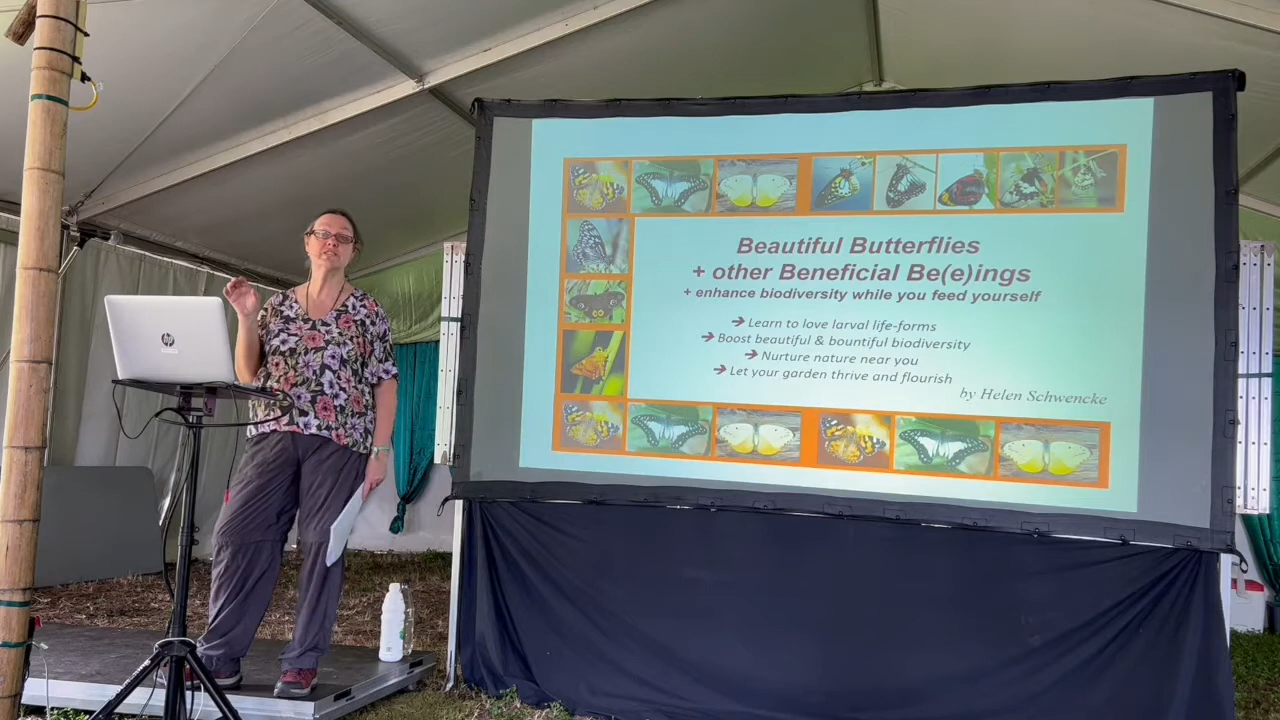 hp
Beautiful Butterflies
+ other Beneficial Be(e)ings
+ enhance biodiversity while you feed yourself
➔ Learn to love larval life-forms
➔ Boost beautiful & bountiful biodiversity
➔ Nurture nature near you
➔ Let your garden thrive and flourish
by Helen Schwencke